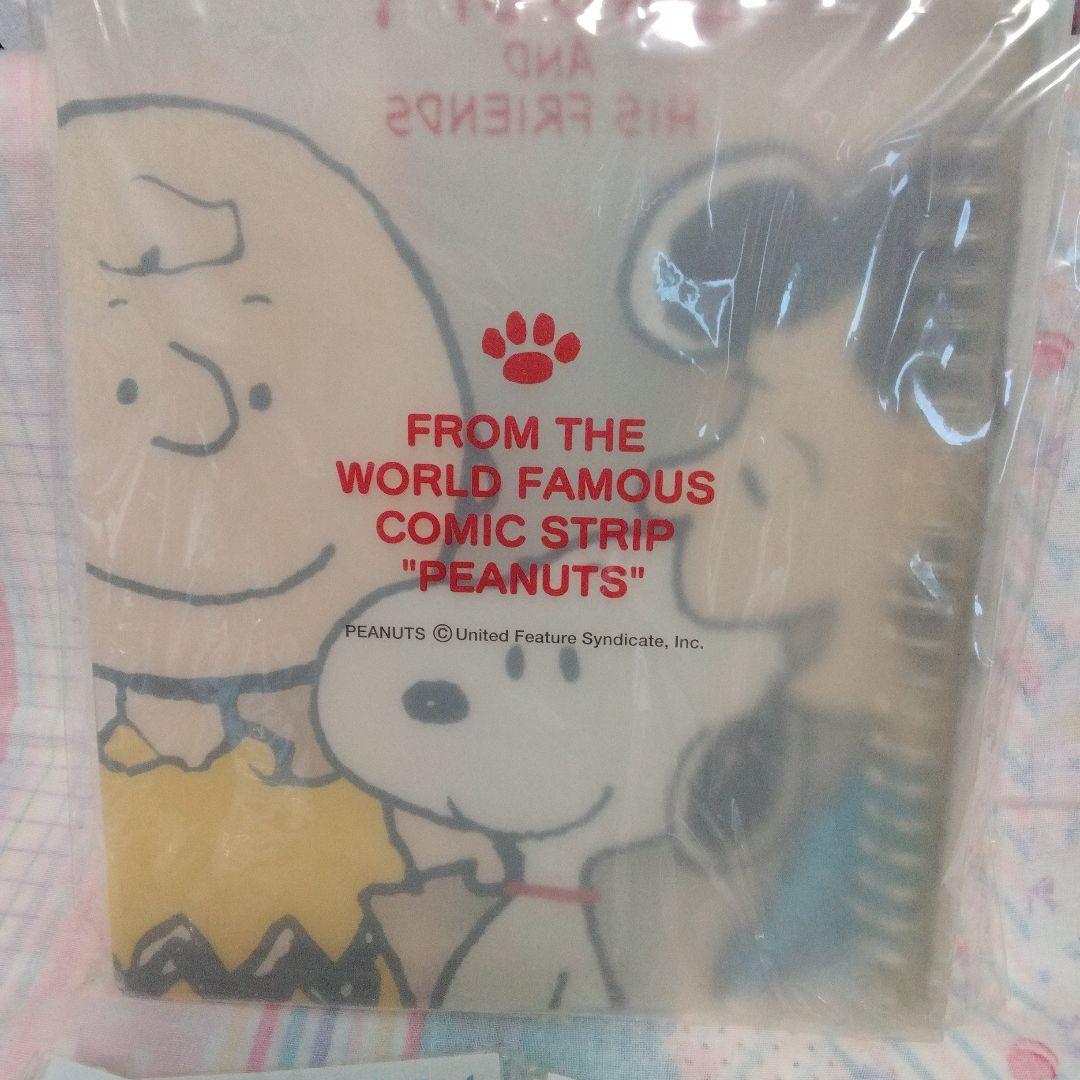 AND
HIS FRIENDS
FROM THE
WORLD FAMOUS
COMIC STRIP
"PEANUTS"
PEANUTS © United Feature Syndicate, Inc.